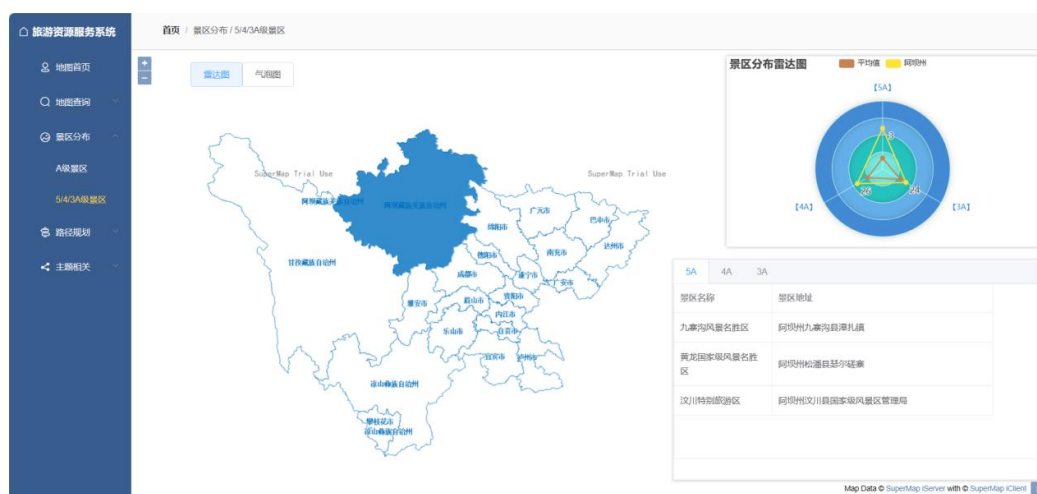 旅游资源服务系统
首页 / 景区分布 / 5/4/3A级景区
地图首页
地图查询
景区分布
A级景区
5/4/3A级景区
路径规划
主题相关
+
−
雷达图
气泡图
SuperMap Trial Use
SuperMap Trial Use
阿坝藏族羌族自治州
广元市
巴中市
绵阳市
达州市
南充市
德阳市
甘孜藏族自治州
成都市
遂宁市
广安市
雅安市
眉山市
资阳市
内江市
乐山市
自贡市
宜宾市
泸州市
凉山彝族自治州
攀枝花市
凉山彝族自治州
景区分布雷达图
平均值
阿坝州
【5A】
3
26
24
【4A】
【3A】
5A 4A 3A
景区名称 景区地址
九寨沟风景名胜区 阿坝州九寨沟县漳扎镇
黄龙国家级风景名胜
区
阿坝州松潘县瑟尔磋寨
汶川特别旅游区 阿坝州汶川县国家级风景区管理局
Map Data © SuperMap iServer with © SuperMap iClient